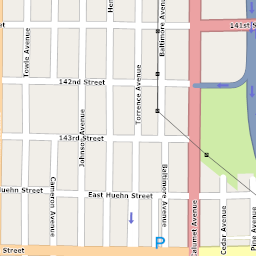 Towle Avenue
Baltimore Avenue
141st S
142nd Street
Torrence Avenue
Johnson Avenue
143rd Street
Huehn Street
Cameron Avenue
East Huehn Street
Baltimore Avenue
Calumet Avenue
Cedar Avenue
Pine Avenue
Street
P